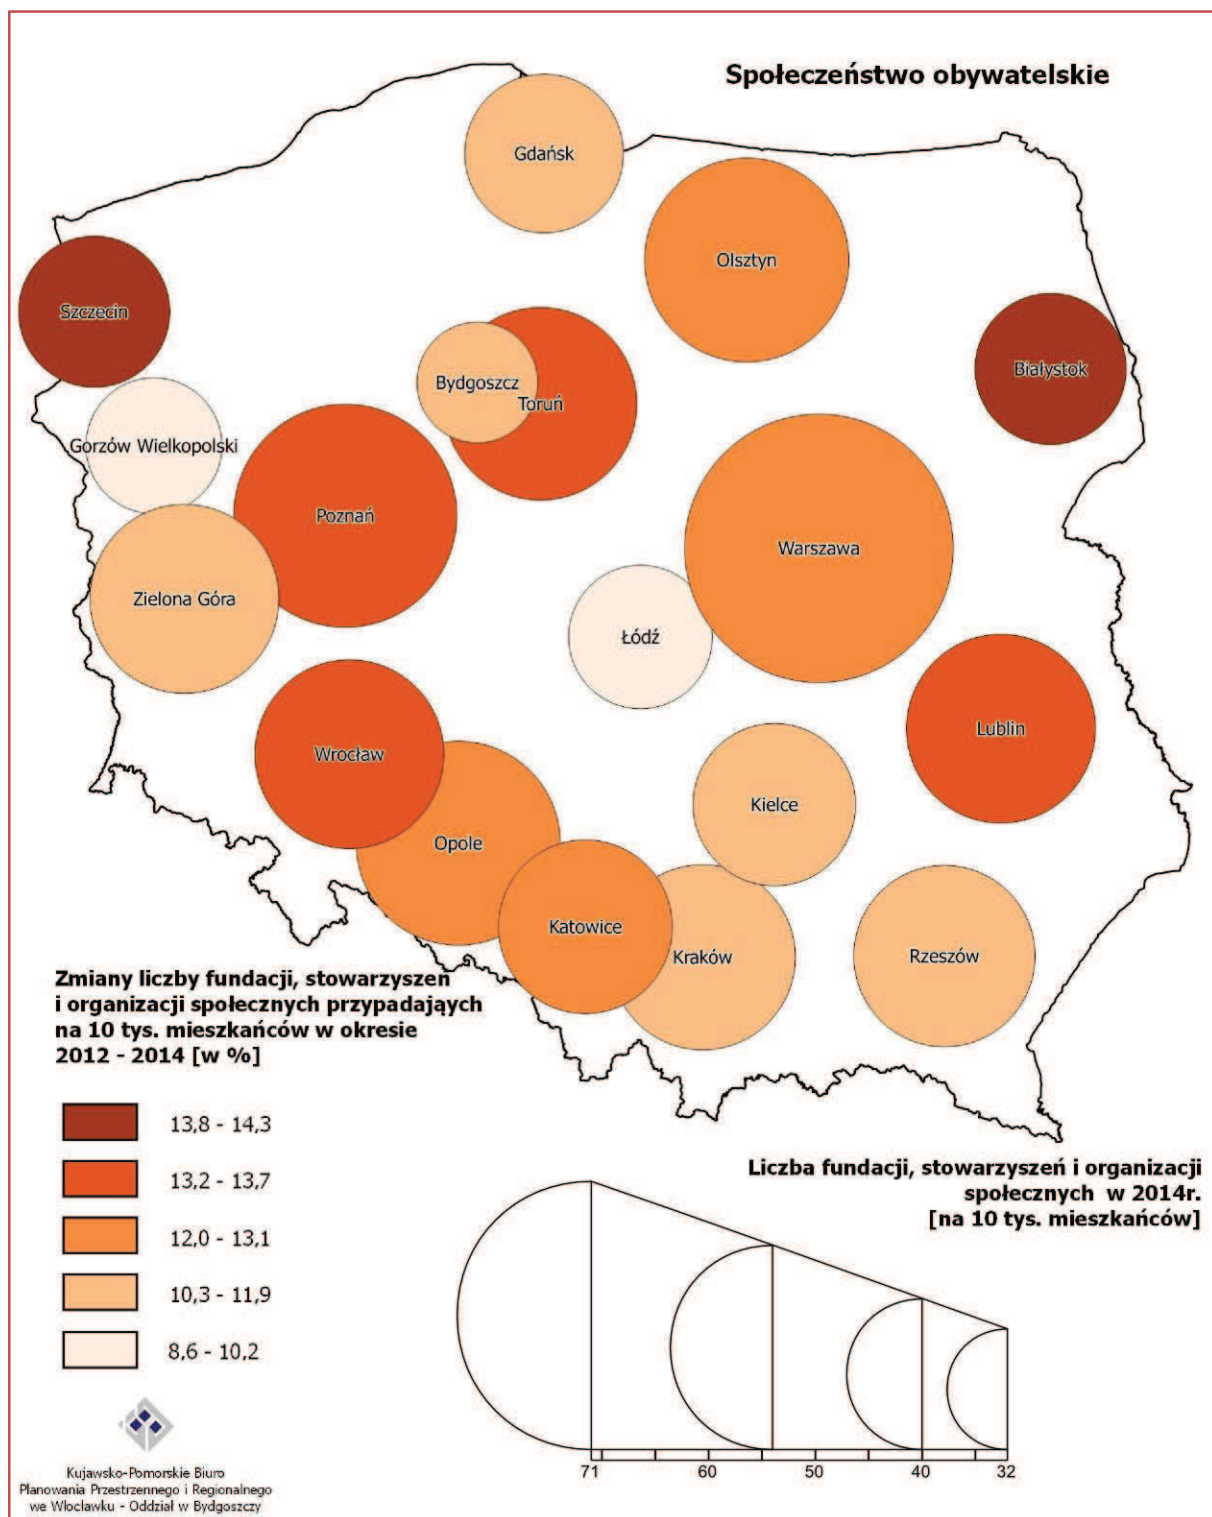 Społeczeństwo obywatelskie
Gdańsk
Olsztyn
Szczecin
Białystok
Bydgoszcz
Toruń
Gorzów Wielkopolski
Poznań
Warszawa
Zielona Góra
Łódź
Lublin
Wrocław
Kielce
Opole
Katowice
Kraków
Rzeszów
Zmiany liczby fundacji, stowarzyszeń
i organizacji społecznych przypadająych
na 10 tys. mieszkańców w okresie
2012 - 2014 [w %]
13,8 - 14,3
13,2 - 13,7
12,0 - 13,1
10,3 - 11,9
8,6 - 10,2
Liczba fundacji, stowarzyszeń i organizacji
społecznych w 2014r.
[na 10 tys. mieszkańców]
71 60 50 40 32
Kujawsko-Pomorskie Biuro
Planowania Przestrzennego i Regionalnego
we Włocławku - Oddział w Bydgoszczy